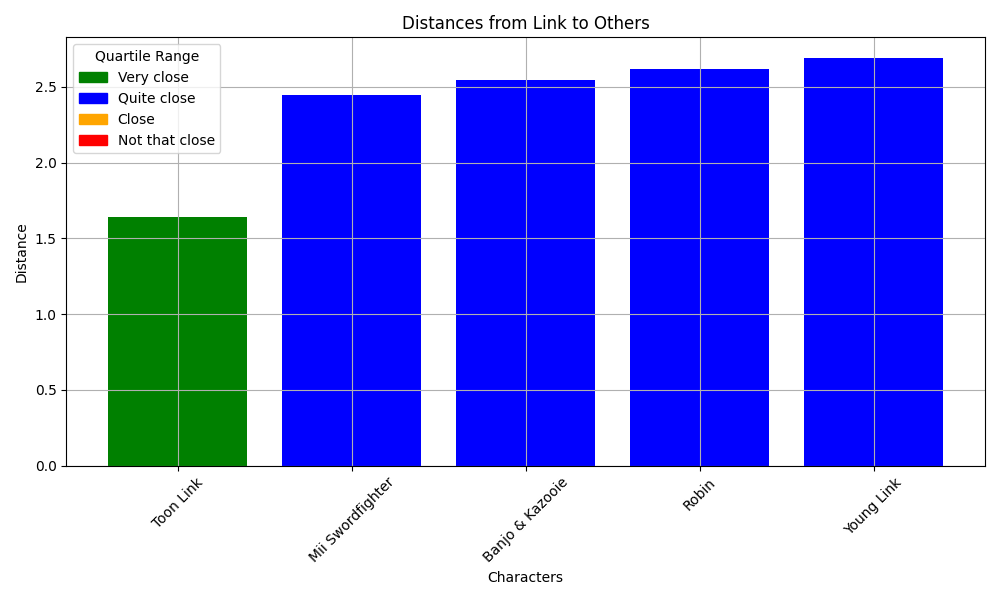 Distances from Link to Others
Quartile Range
Very close
Quite close
Close
Not that close
2.5
2.0
1.5
1.0
0.5
0.0
Distance
Toon Link
Mii Swordfighter
Banjo & Kazooie
Robin
Young Link
Characters